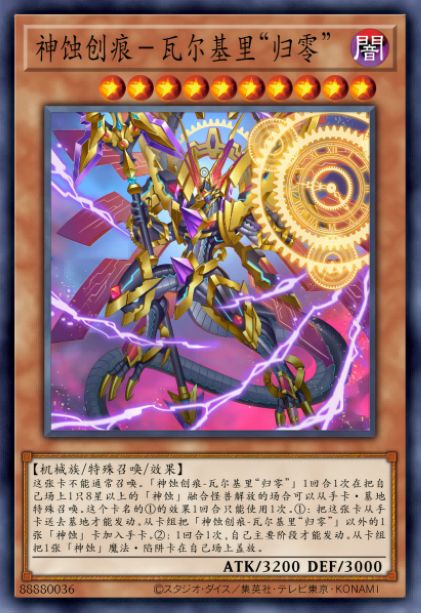 神蚀创痕－瓦尔基里“归零”
闇
【机械族/特殊召唤/效果】
这张卡不能通常召唤。「神蚀创痕-瓦尔基里“归零”」1回合1次在把自
己场上1只8星以上的「神蚀」融合怪兽解放的场合可以从手卡・墓地
特殊召唤。这个卡名的①的效果1回合只能使用1次。①：把这张卡从手
卡送去墓地才能发动。从卡组把「神蚀创痕-瓦尔基里“归零”」以外的1
张「神蚀」卡加入手卡。②：1回合1次，自己主要阶段才能发动。从卡组
把1张「神蚀」魔法・陷阱卡在自己场上盖放。
ATK/3200 DEF/3000
88880036
©スタジオ・ダイス／集英社・テレビ東京・KONAMI